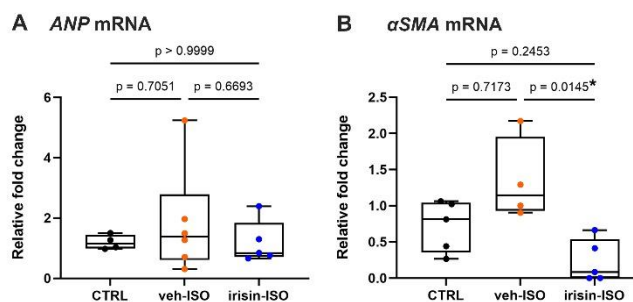 A ANP mRNA
p > 0.9999
p = 0.7051 p = 0.6693
Relative fold change
6
4
2
0
CTRL veh-ISO irisin-ISO
B αSMA mRNA
p = 0.2453
p = 0.7173 p = 0.0145*
Relative fold change
2.5
2.0
1.5
1.0
0.5
0.0
CTRL veh-ISO irisin-ISO